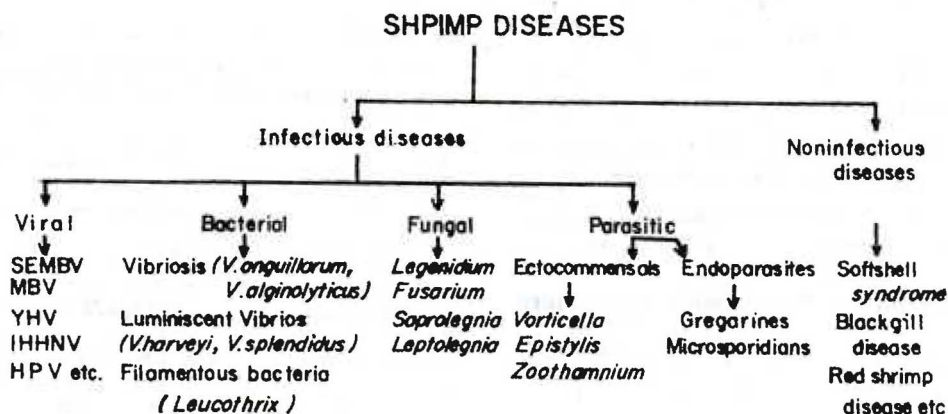 SHPIMP DISEASES
Infectious diseases
Noninfectious
diseases
Viral
Bacterial
Fungal
Parasitic
SEMBV
MBV
YHV
IHHNV
HPV etc.
Vibriosis (V.anguillarum,
V.alginolyticus)
Luminiscent Vibrios
(V.harveyi, V.splendidus)
Filamentous bacteria
(Leucothrix)
Legenidium
Fusarium
Saprolegnia
Leptolegnia
Ectocommensals
Vorticella
Epistylis
Zoothamnium
Endoparasites
Gregarines
Microsporidians
Softshell
syndrome
Blackgill
disease
Red shrimp
disease etc